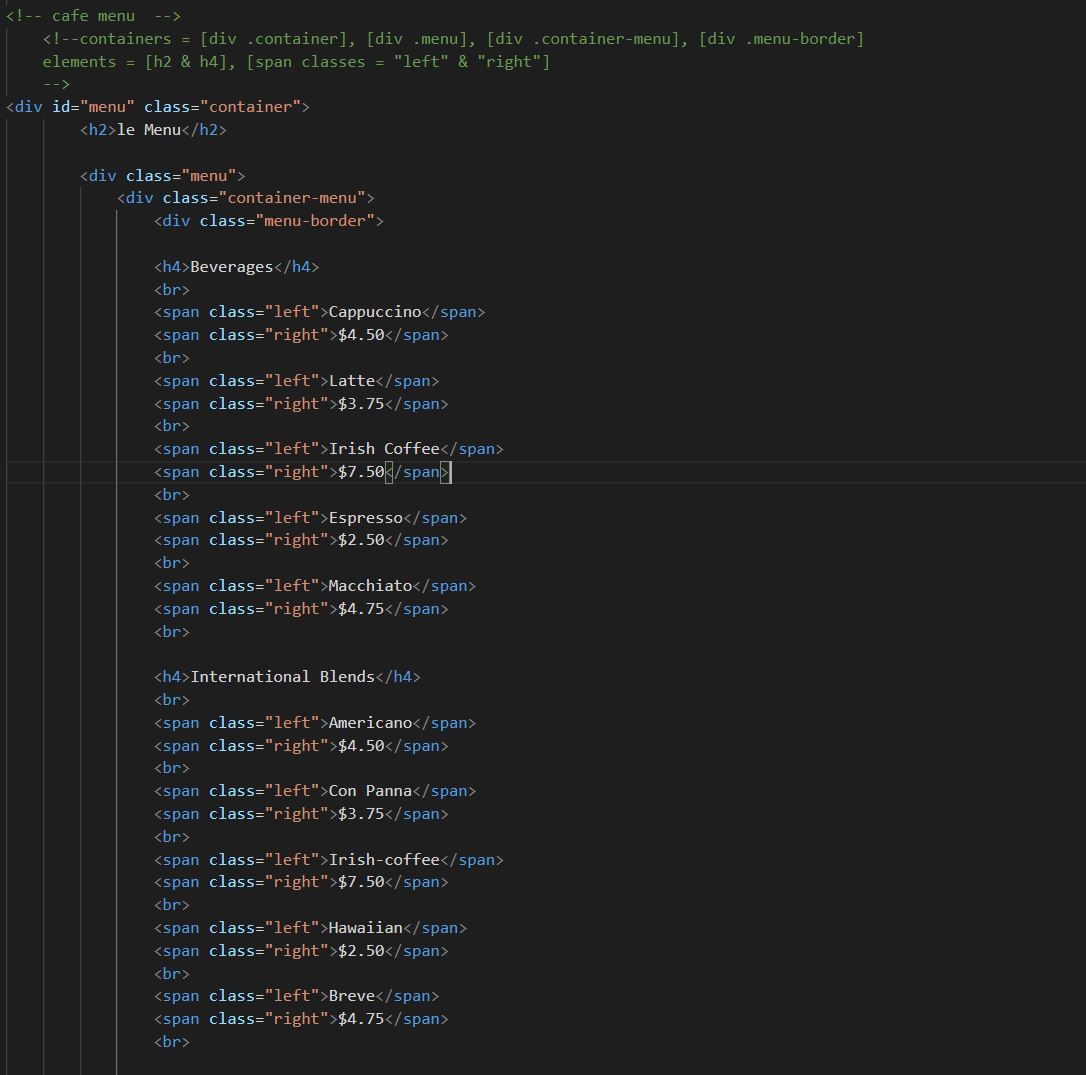 <!-- cafe menu  -->
<!--containers = [div .container], [div .menu], [div .container-menu], [div .menu-border]
elements = [h2 & h4], [span classes = "left" & "right"]
-->
<div id="menu" class="container">
<h2>le Menu</h2>
<div class="menu">
<div class="container-menu">
<div class="menu-border">
<h4>Beverages</h4>
<br>
<span class="left">Cappuccino</span>
<span class="right">$4.50</span>
<br>
<span class="left">Latte</span>
<span class="right">$3.75</span>
<br>
<span class="left">Irish Coffee</span>
<span class="right">$7.50</span>
<br>
<span class="left">Espresso</span>
<span class="right">$2.50</span>
<br>
<span class="left">Macchiato</span>
<span class="right">$4.75</span>
<br>
<h4>International Blends</h4>
<br>
<span class="left">Americano</span>
<span class="right">$4.50</span>
<br>
<span class="left">Con Panna</span>
<span class="right">$3.75</span>
<br>
<span class="left">Irish-coffee</span>
<span class="right">$7.50</span>
<br>
<span class="left">Hawaiian</span>
<span class="right">$2.50</span>
<br>
<span class="left">Breve</span>
<span class="right">$4.75</span>
<br>